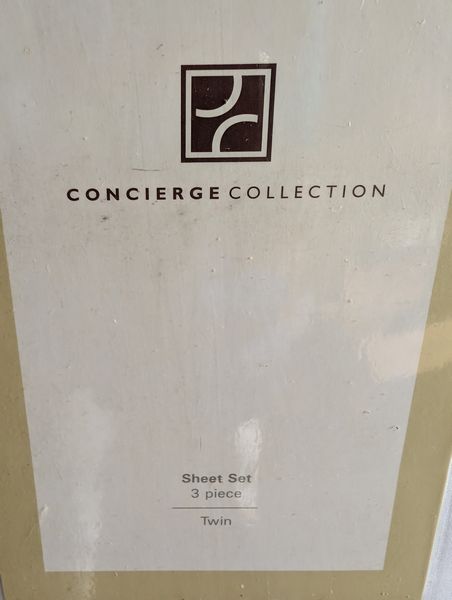 CONCIERGE COLLECTION
Sheet Set
3 piece
Twin